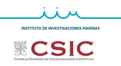 INSTITUTO DE INVESTIGACIONES MARINAS
CSIC
CONSEJO SUPERIOR DE INVESTIGACIONES CIENTÍFICAS